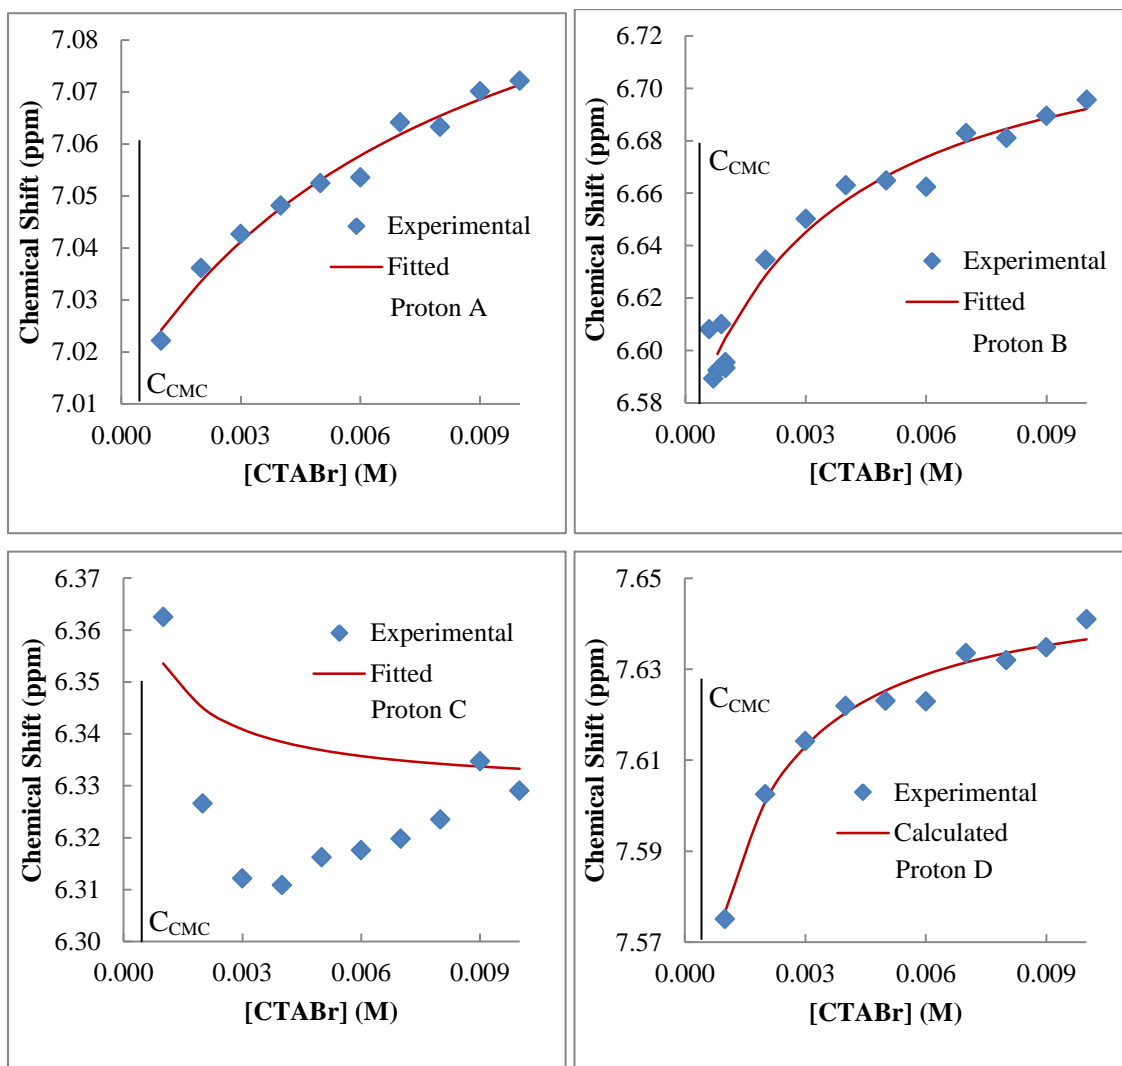 7.08
7.07
7.06
7.05
7.04
7.03
7.02
7.01
Chemical Shift (ppm)
C_CMC
Experimental
Fitted
Proton A
0.000 0.003 0.006 0.009
[CTABr] (M)
6.72
6.70
6.68
6.66
6.64
6.62
6.60
6.58
Chemical Shift (ppm)
C_CMC
Experimental
Fitted
Proton B
0.000 0.003 0.006 0.009
[CTABr] (M)
6.37
6.36
6.35
6.34
6.33
6.32
6.31
6.30
Chemical Shift (ppm)
Experimental
Fitted
Proton C
C_CMC
0.000 0.003 0.006 0.009
[CTABr] (M)
7.65
7.63
7.61
7.59
7.57
Chemical Shift (ppm)
C_CMC
Experimental
Calculated
Proton D
0.000 0.003 0.006 0.009
[CTABr] (M)